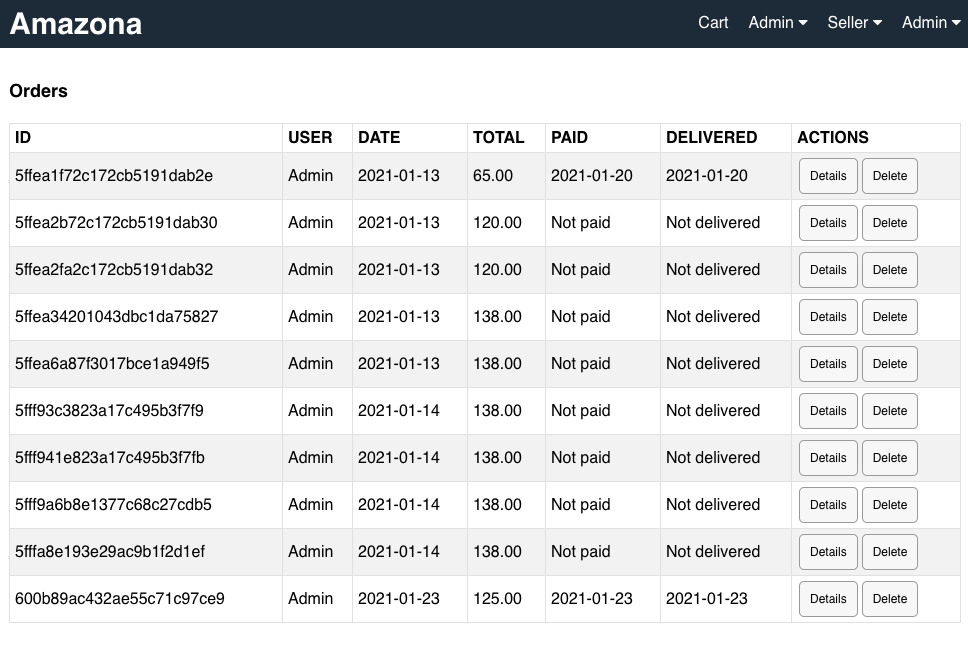 Amazona Cart Admin Seller Admin
Orders
ID USER DATE TOTAL PAID DELIVERED ACTIONS
5ffea1f72c172cb5191dab2e Admin 2021-01-13 65.00 2021-01-20 2021-01-20 Details Delete
5ffea2b72c172cb5191dab30 Admin 2021-01-13 120.00 Not paid Not delivered Details Delete
5ffea2fa2c172cb5191dab32 Admin 2021-01-13 120.00 Not paid Not delivered Details Delete
5ffea34201043dbc1da75827 Admin 2021-01-13 138.00 Not paid Not delivered Details Delete
5ffea6a87f3017bce1a949f5 Admin 2021-01-13 138.00 Not paid Not delivered Details Delete
5fff93c3823a17c495b3f7f9 Admin 2021-01-14 138.00 Not paid Not delivered Details Delete
5fff941e823a17c495b3f7fb Admin 2021-01-14 138.00 Not paid Not delivered Details Delete
5fff9a6b8e1377c68c27cdb5 Admin 2021-01-14 138.00 Not paid Not delivered Details Delete
5fffa8e193e29ac9b1f2d1ef Admin 2021-01-14 138.00 Not paid Not delivered Details Delete
600b89ac432ae55c71c97ce9 Admin 2021-01-23 125.00 2021-01-23 2021-01-23 Details Delete